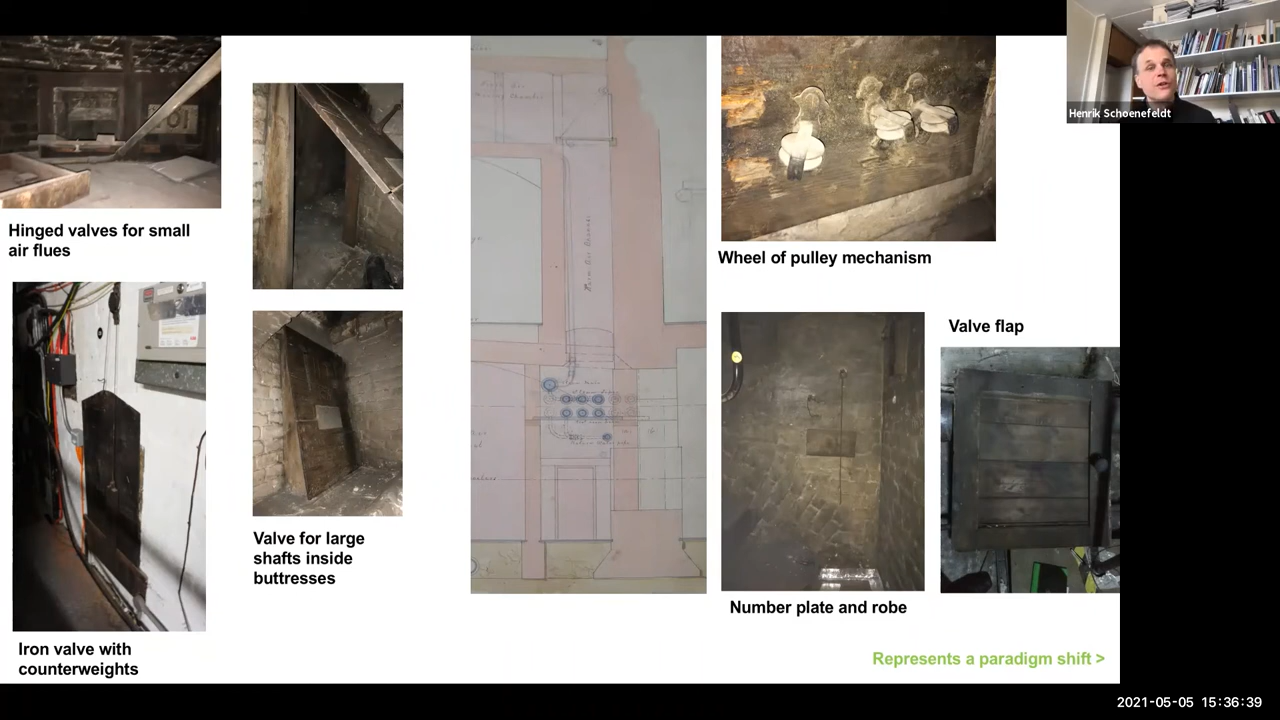 Henrik Schoenefeldt
Hinged valves for small
air flues
Wheel of pulley mechanism
Valve flap
Valve for large
shafts inside
buttresses
Number plate and robe
Iron valve with
counterweights
Represents a paradigm shift >
2021-05-05 15:36:39